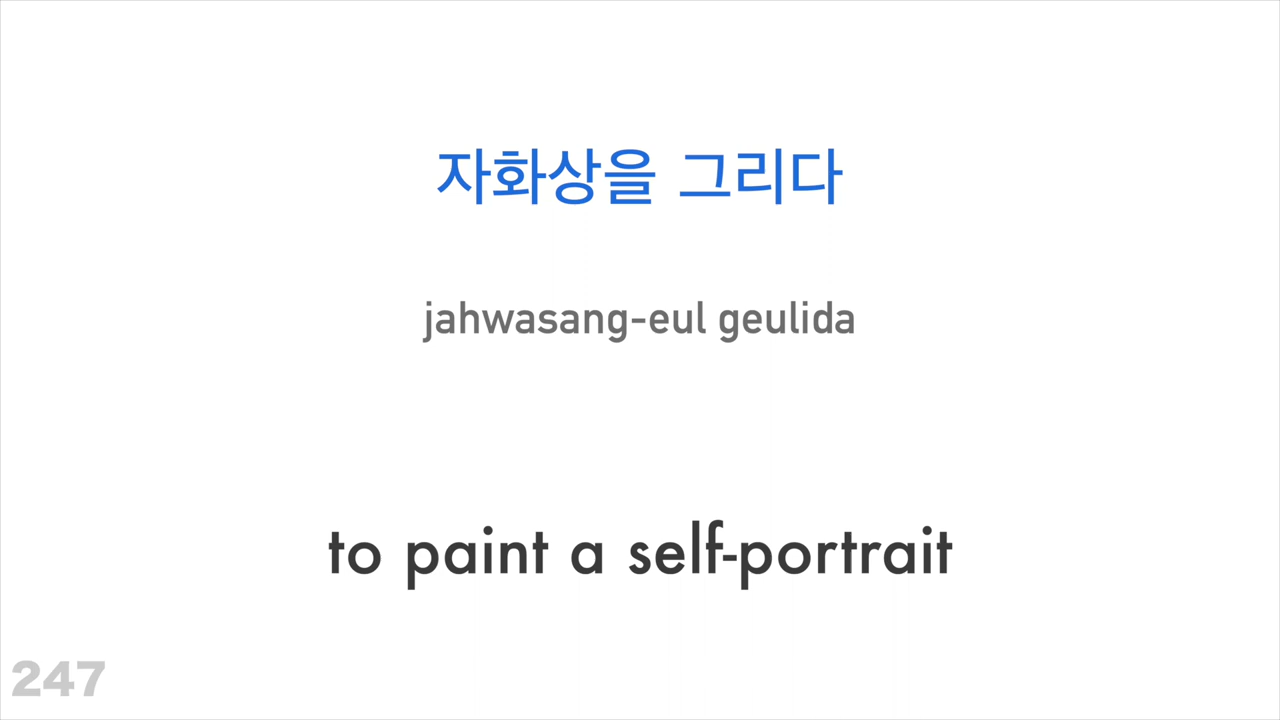 자화상을 그리다
jahwasang-eul geulida
to paint a self-portrait
247